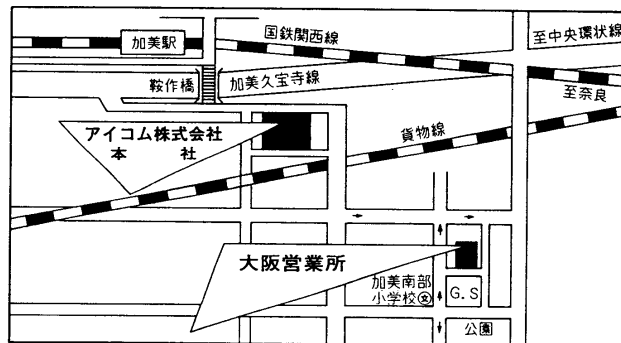 国鉄関西線
至中央環状線
加美駅
鞍作橋
加美久宝寺線
至奈良
アイコム株式会社
本 社
貨物線
大阪営業所
加美南部
小学校文
G.S
公園